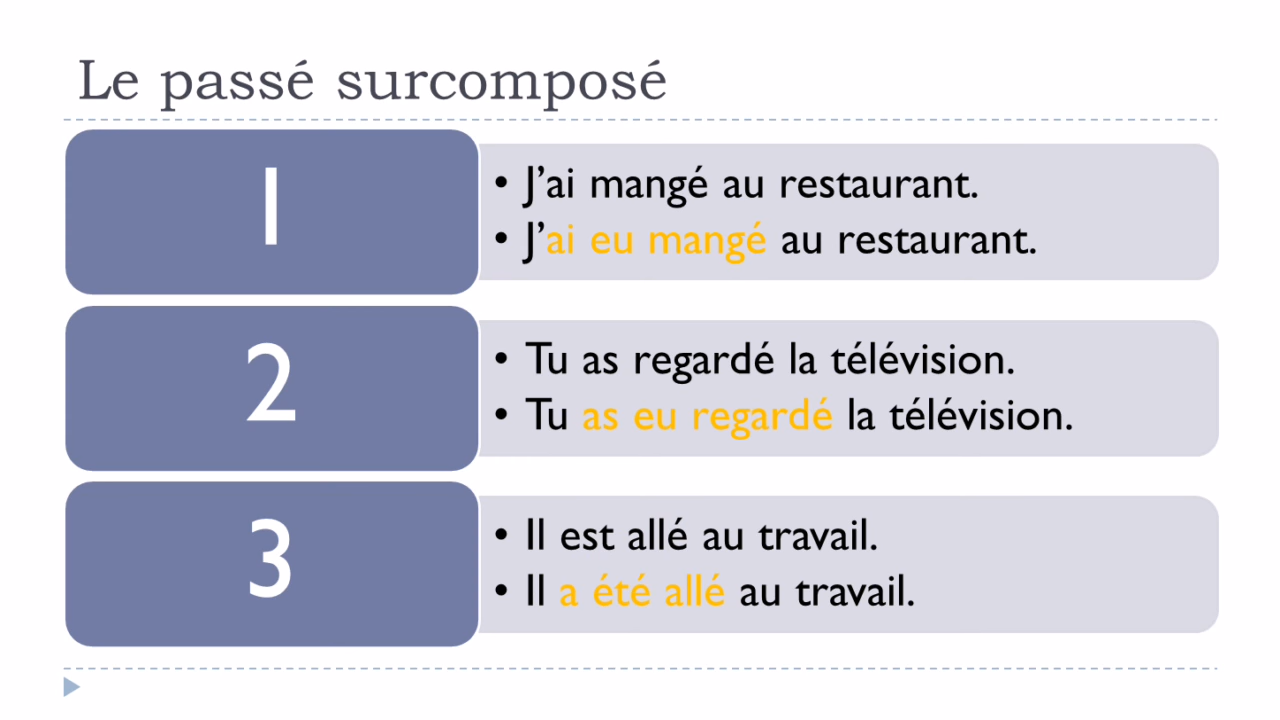 Le passé surcomposé
1
• J’ai mangé au restaurant.
• J’ai eu mangé au restaurant.
2
• Tu as regardé la télévision.
• Tu as eu regardé la télévision.
3
• Il est allé au travail.
• Il a été allé au travail.